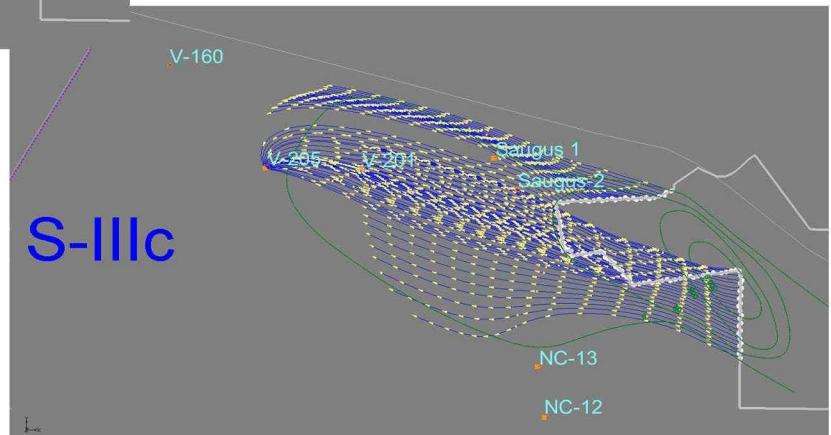 V-160
Saugus 1
V-205
V-201
Saugus-2
S-IIIc
NC-13
NC-12